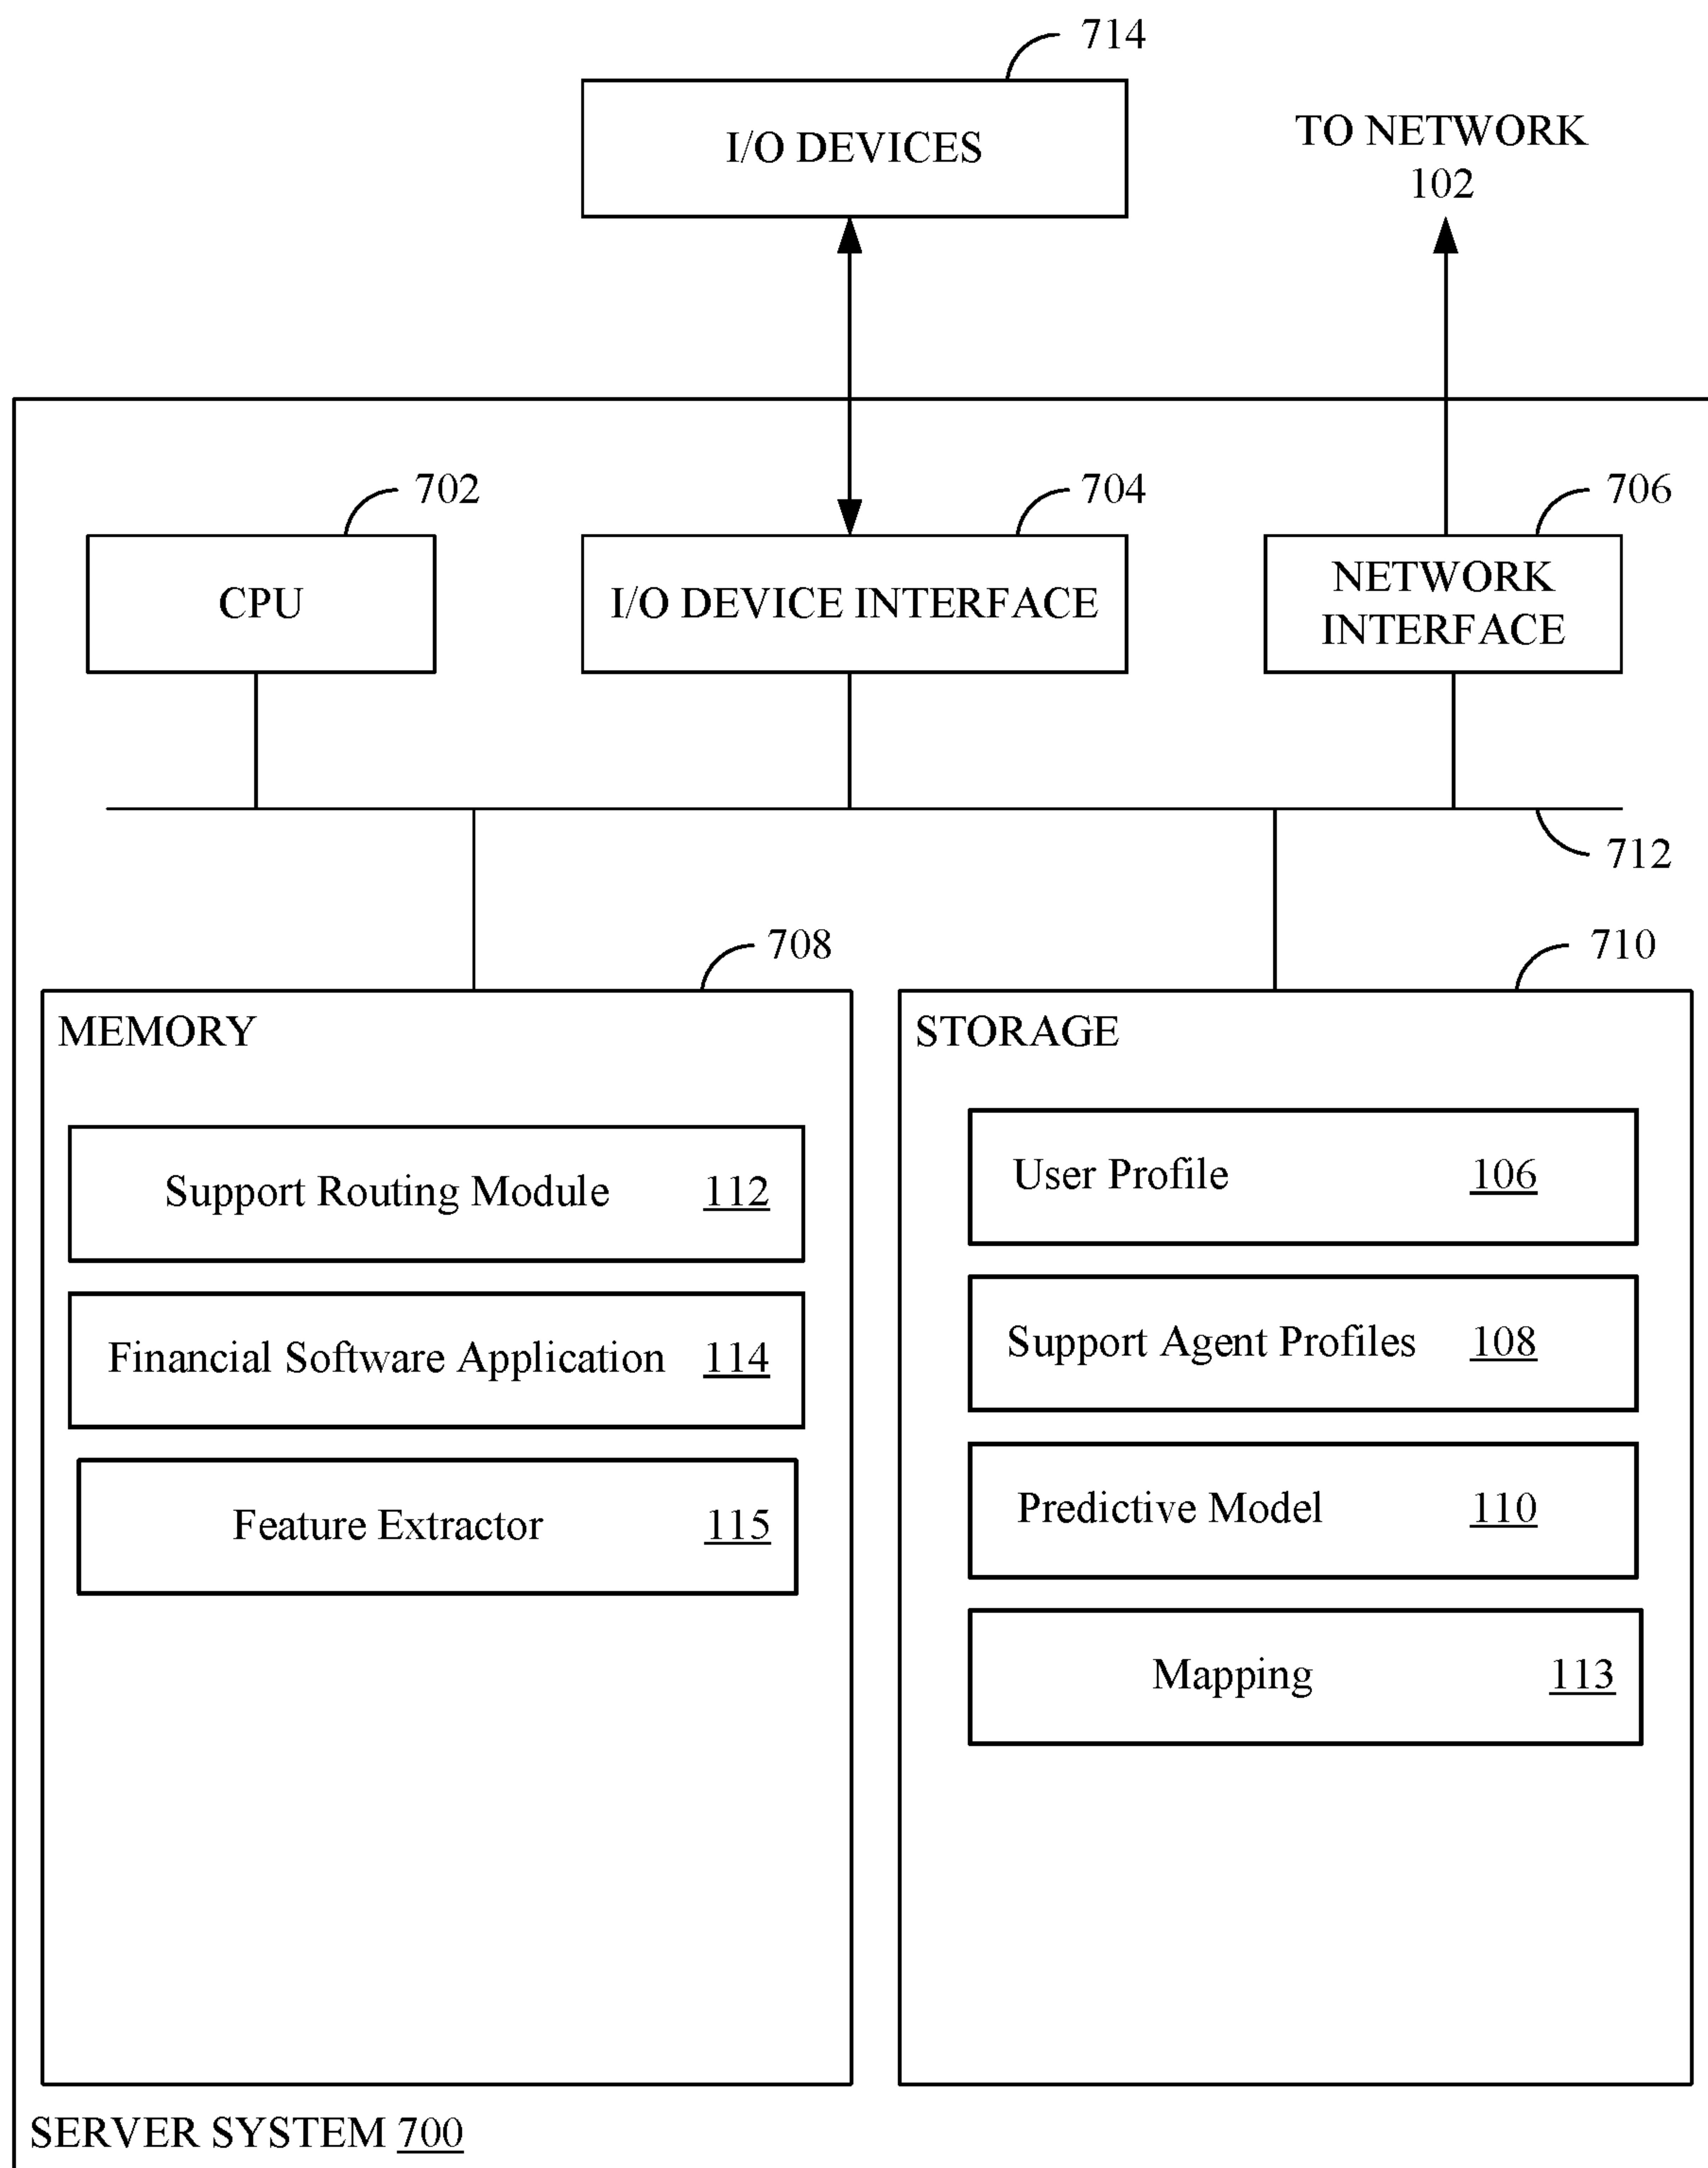 714
I/O DEVICES
TO NETWORK
102
702
704
706
CPU
I/O DEVICE INTERFACE
NETWORK
INTERFACE
712
708
710
MEMORY
STORAGE
Support Routing Module 112
Financial Software Application 114
Feature Extractor 115
User Profile 106
Support Agent Profiles 108
Predictive Model 110
Mapping 113
SERVER SYSTEM 700